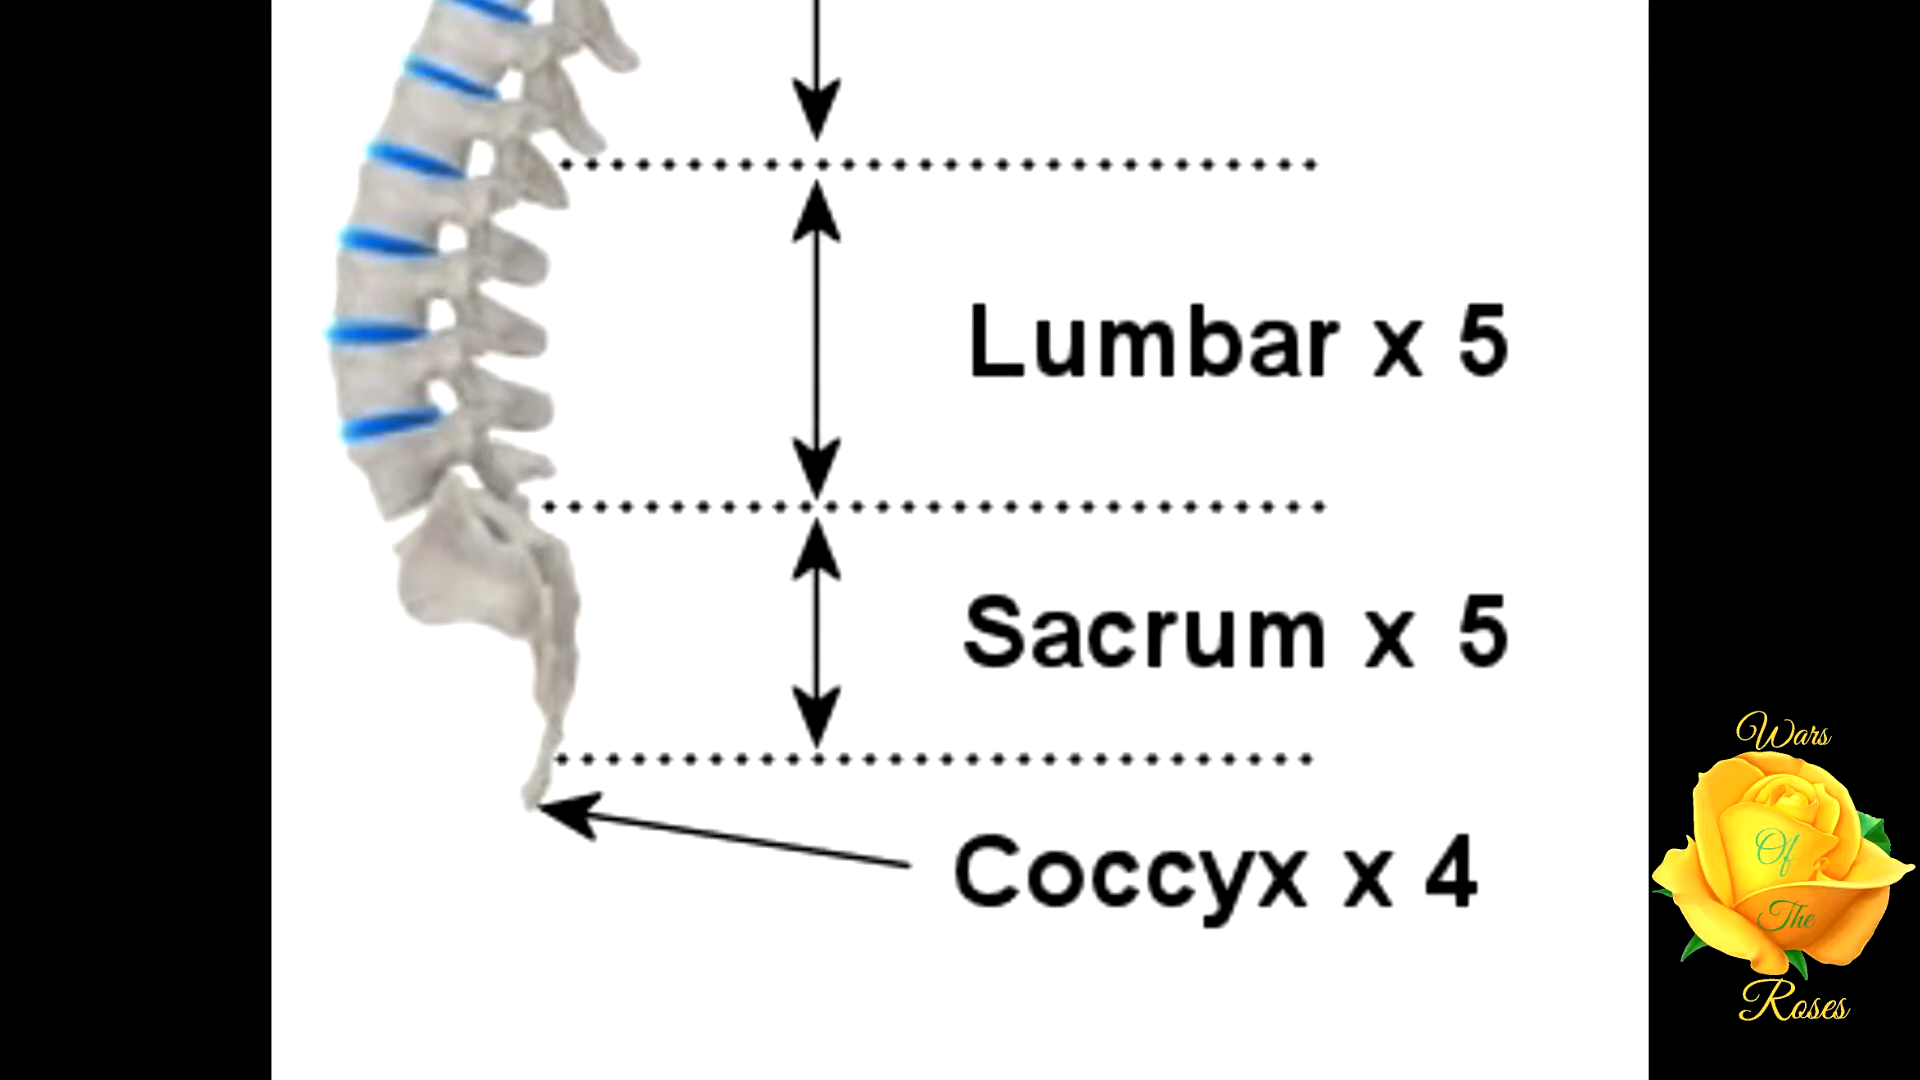 Lumbar x 5
Sacrum x 5
Coccyx x 4
Wars
Of
The
Roses